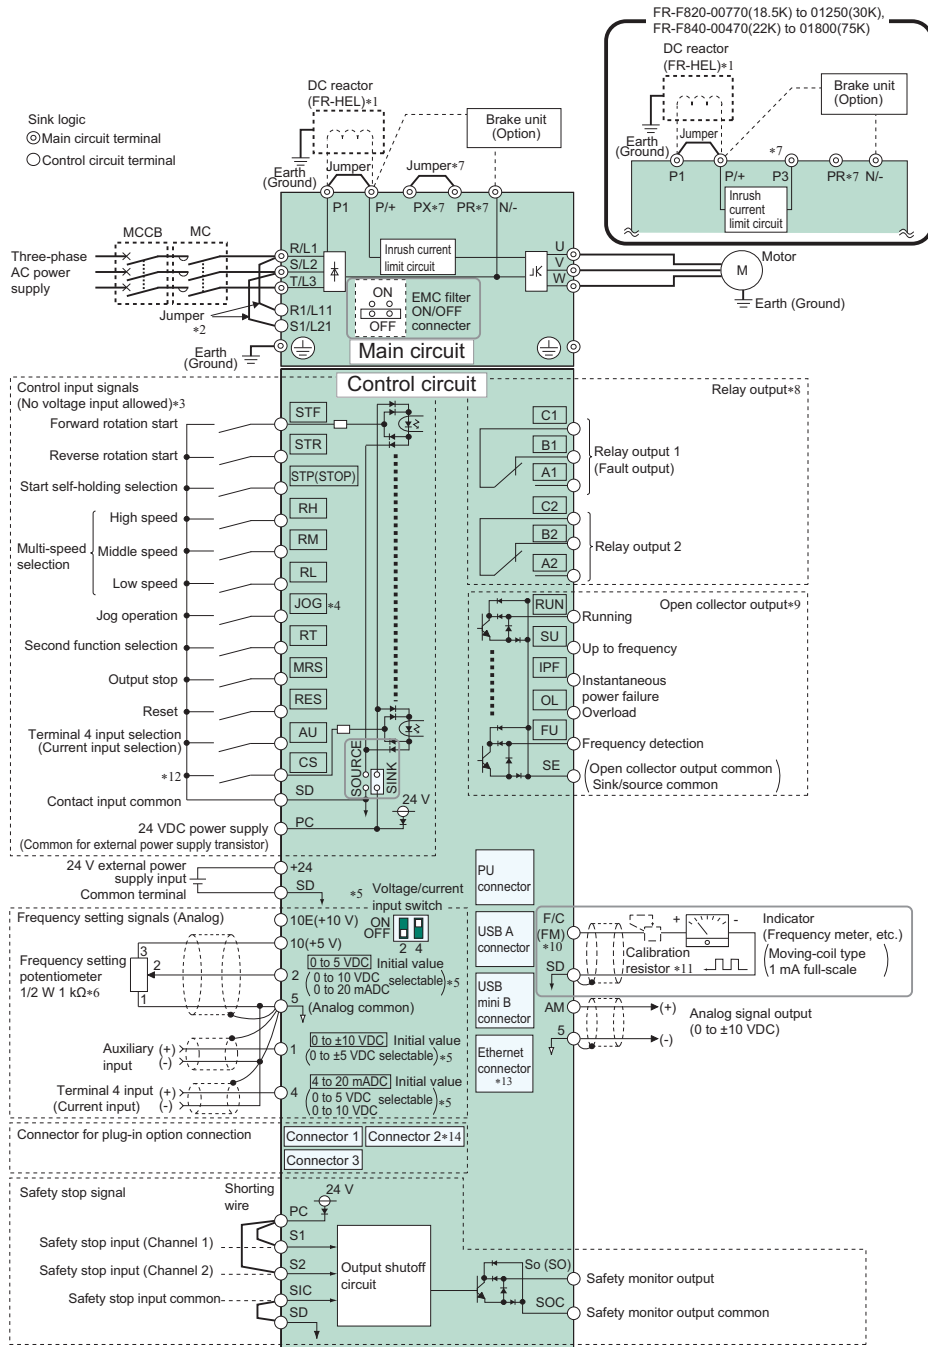 FR-F820-00770(18.5K) to 01250(30K),
FR-F840-00470(22K) to 01800(75K)
DC reactor
(FR-HEL)*1
Brake unit
(Option)
Earth
(Ground)
Jumper
*7
P1
P/+
P3
PR*7
N/-
Inrush
current
limit circuit
Sink logic
Main circuit terminal
Control circuit terminal
DC reactor
(FR-HEL)*1
Brake unit
(Option)
Earth
(Ground)
Jumper
Jumper*7
P1
P/+
PX*7
PR*7
N/-
MCCB
MC
Three-phase
AC power
supply
R/L1
S/L2
T/L3
R1/L11
S1/L21
Jumper
*2
Earth
(Ground)
Inrush current
limit circuit
ON
OFF
EMC filter
ON/OFF
connecter
U
V
W
Motor
M
Earth (Ground)
Main circuit
Control circuit
Control input signals
(No voltage input allowed)*3
Forward rotation start
STF
Reverse rotation start
STR
Start self-holding selection
STP(STOP)
Multi-speed
selection
High speed
RH
Middle speed
RM
Low speed
RL
Jog operation
JOG *4
Second function selection
RT
Output stop
MRS
Reset
RES
Terminal 4 input selection
(Current input selection)
AU
*12
CS
SOURCE
SINK
Contact input common
SD
24 V
24 VDC power supply
(Common for external power supply transistor)
PC
Relay output*8
C1
B1
A1
Relay output 1
(Fault output)
C2
B2
A2
Relay output 2
Open collector output*9
RUN
Running
SU
Up to frequency
IPF
Instantaneous
power failure
OL
Overload
FU
Frequency detection
SE
(Open collector output common
Sink/source common)
24 V external power
supply input
Common terminal
+24
SD
*5
Voltage/current
input switch
ON
OFF
2 4
Frequency setting signals (Analog)
10E(+10 V)
10(+5 V)
Frequency setting
potentiometer
1/2 W 1 kΩ*6
3
2
1
2
0 to 5 VDC Initial value
(0 to 10 VDC
0 to 20 mADC selectable)*5
5
(Analog common)
Auxiliary
input
(+)
(-)
1
0 to ±10 VDC Initial value
(0 to ±5 VDC selectable)*5
Terminal 4 input
(Current input)
(+)
(-)
4
4 to 20 mADC Initial value
(0 to 5 VDC
0 to 10 VDC selectable)*5
PU
connector
USB A
connector
USB
mini B
connector
Ethernet
connector
*13
F/C
(FM)
*10
SD
+
-
Calibration
resistor *11
Indicator
(Frequency meter, etc.)
(Moving-coil type
1 mA full-scale)
AM
(+)
5
(-)
Analog signal output
(0 to ±10 VDC)
Connector for plug-in option connection
Connector 1
Connector 2*14
Connector 3
Safety stop signal
Shorting
wire
24 V
PC
Safety stop input (Channel 1)
S1
Safety stop input (Channel 2)
S2
Safety stop input common
SIC
SD
Output shutoff
circuit
So (SO)
Safety monitor output
SOC
Safety monitor output common